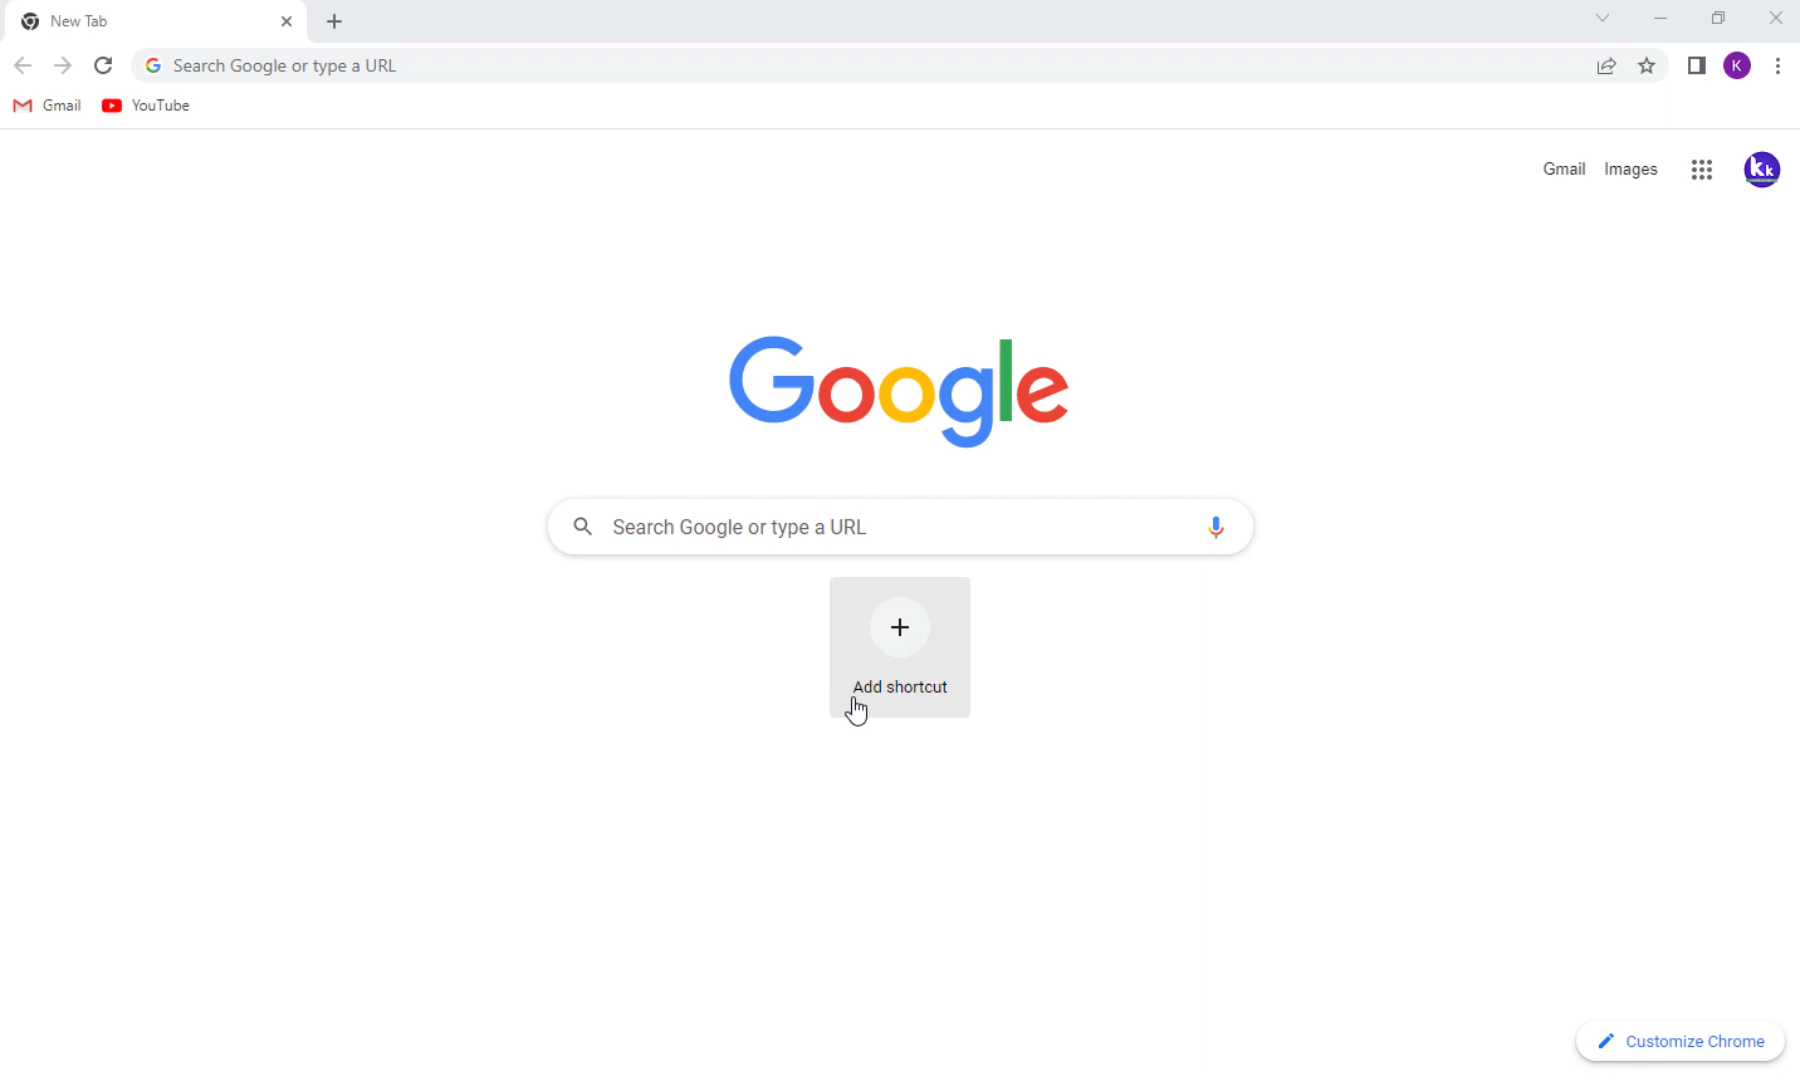 New Tab
Search Google or type a URL
K
Gmail YouTube
Gmail Images
kk
Google
Search Google or type a URL
Add shortcut
Customize Chrome